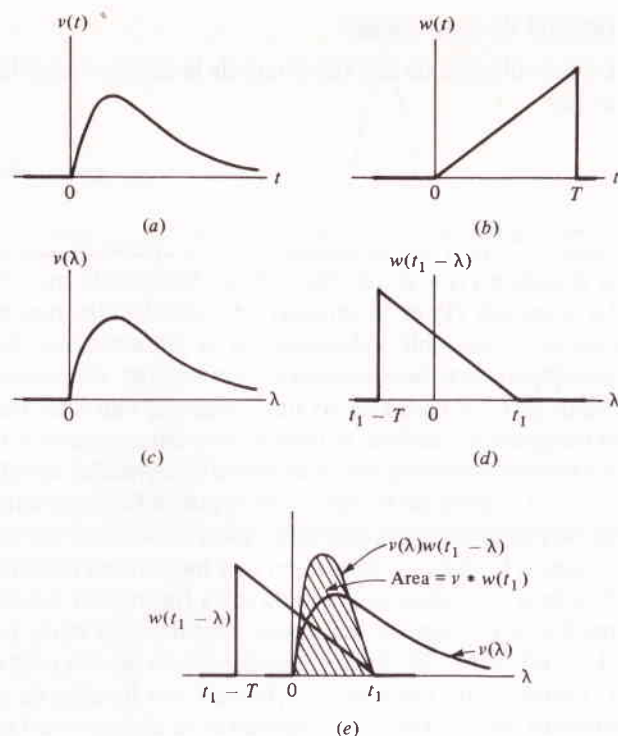 v(t)
w(t)
0
t
0
T
t
(a)
(b)
v(λ)
w(t₁ − λ)
0
λ
t₁ − T
0
t₁
λ
(c)
(d)
v(λ)w(t₁ − λ)
Area = v * w(t₁)
w(t₁ − λ)
v(λ)
t₁ − T
0
t₁
λ
(e)